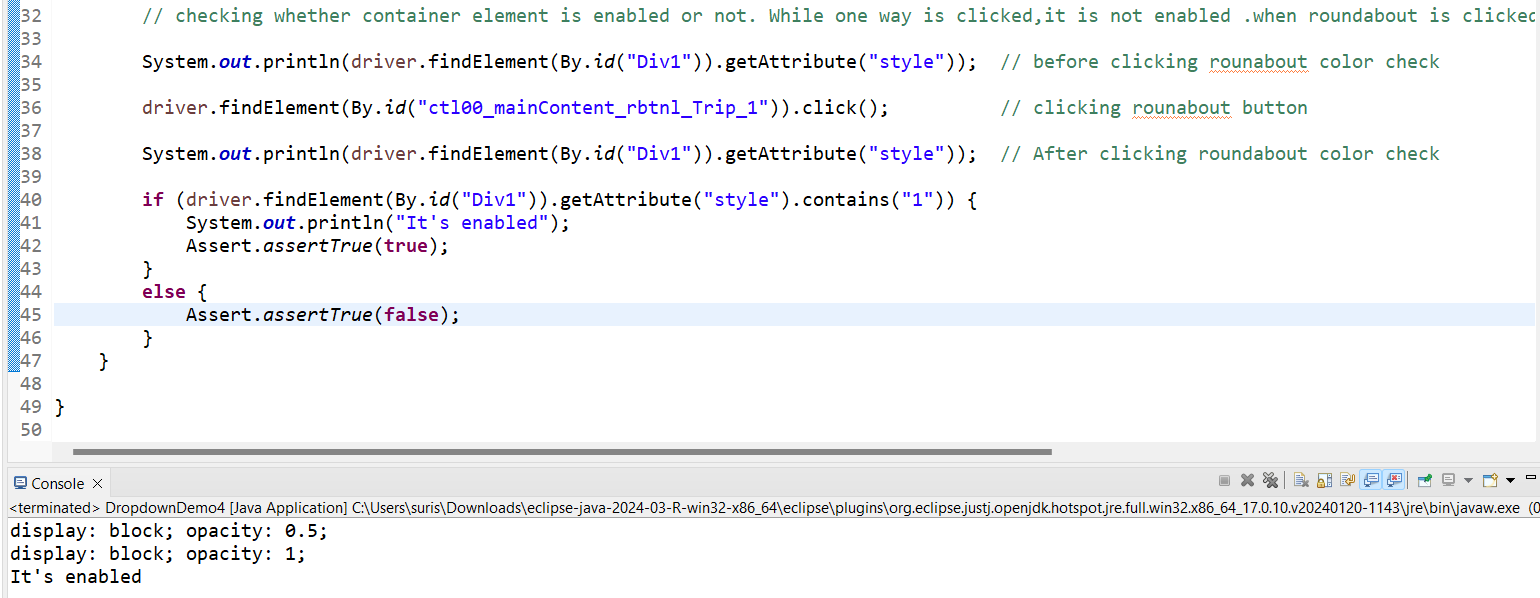 32 // checking whether container element is enabled or not. While one way is clicked,it is not enabled .when roundabout is clicked
33
34 System.out.println(driver.findElement(By.id("Div1")).getAttribute("style")); // before clicking rounabout color check
35
36 driver.findElement(By.id("ctl00_mainContent_rbtnl_Trip_1")).click(); // clicking rounabout button
37
38 System.out.println(driver.findElement(By.id("Div1")).getAttribute("style")); // After clicking roundabout color check
39
40 if (driver.findElement(By.id("Div1")).getAttribute("style").contains("1")) {
41 System.out.println("It's enabled");
42 Assert.assertTrue(true);
43 }
44 else {
45 Assert.assertTrue(false);
46 }
47 }
48
49 }
50
Console
<terminated> DropdownDemo4 [Java Application] C:\Users\suris\Downloads\eclipse-java-2024-03-R-win32-x86_64\eclipse\plugins\org.eclipse.justj.openjdk.hotspot.jre.full.win32.x86_64_17.0.10.v20240120-1143\jre\bin\javaw.exe (0
display: block; opacity: 0.5;
display: block; opacity: 1;
It's enabled